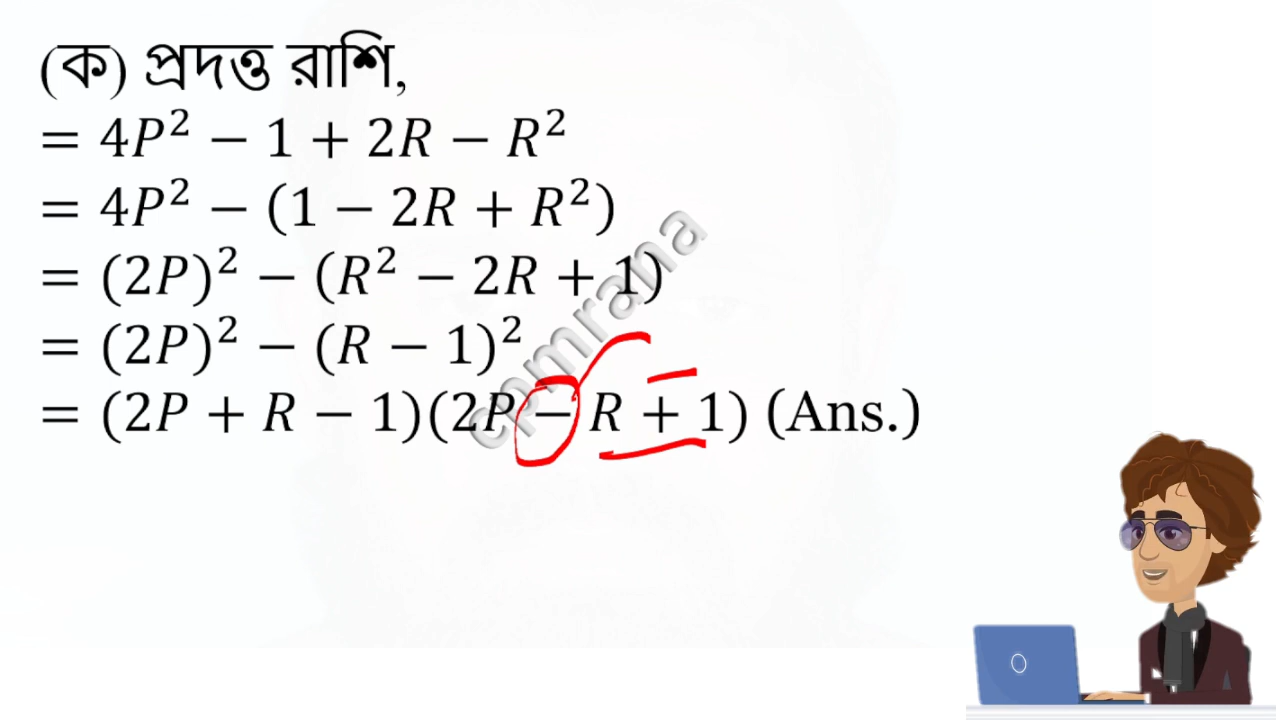 (ক) প্রদত্ত রাশি,
= 4P² − 1 + 2R − R²
= 4P² − (1 − 2R + R²)
= (2P)² − (R² − 2R + 1)
= (2P)² − (R − 1)²
= (2P + R − 1)(2P − R + 1) (Ans.)
cpmrana